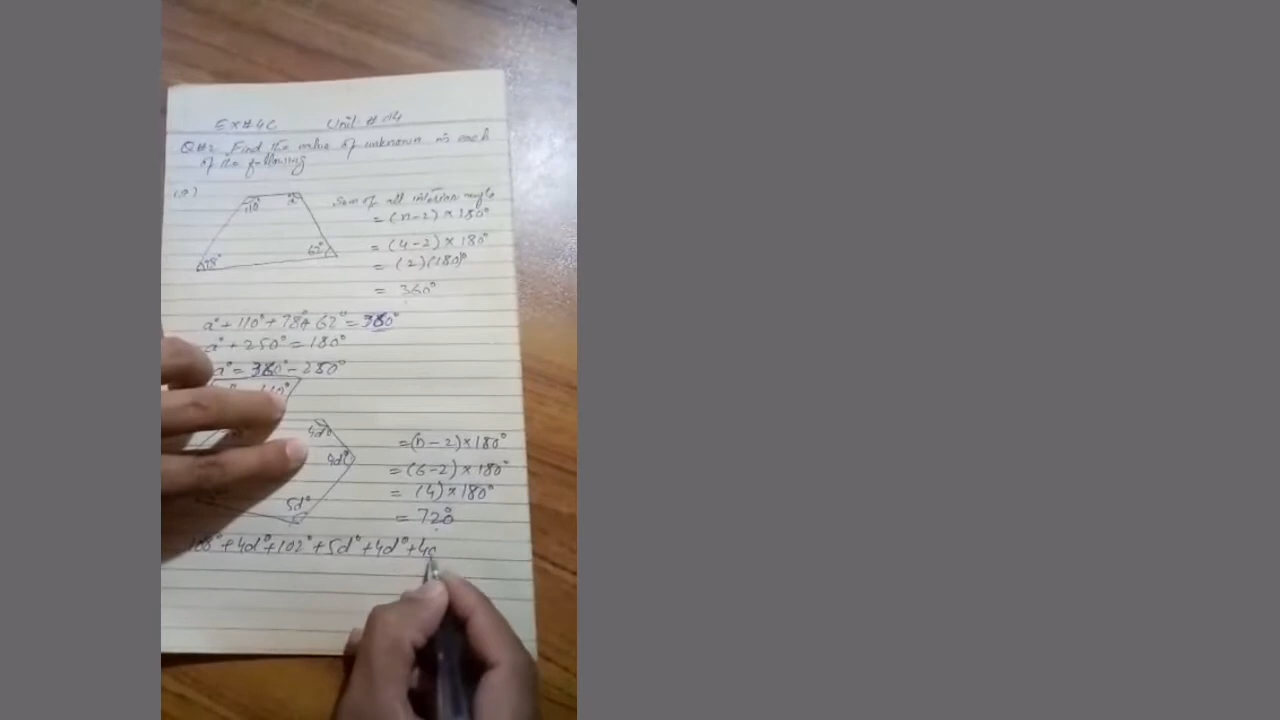 Ex#4C Unit #04
Q#2 Find the value of unknown in each
of the following
(a)
110° a°
78° 62°
Sum of all interior angle
= (n-2) × 180°
= (4-2) × 180°
= (2)(180)°
= 360°
a° + 110° + 78° + 62° = 360°
a° + 250° = 180°
a° = 360° - 250°
110°
4d°
4d°
5d°
= (n-2) × 180°
= (6-2) × 180°
= (4) × 180°
= 720°
+ 4d° + 102° + 5d° + 4d° + 4d